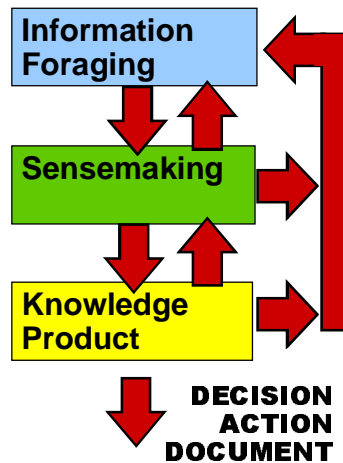 Information
Foraging
Sensemaking
Knowledge
Product
DECISION
ACTION
DOCUMENT